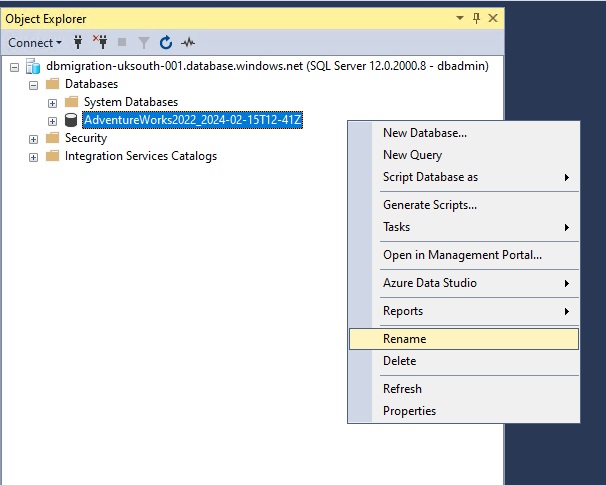 Object Explorer
Connect
dbmigration-uksouth-001.database.windows.net (SQL Server 12.0.2000.8 - dbadmin)
Databases
System Databases
AdventureWorks2022_2024-02-15T12-41Z
Security
Integration Services Catalogs
New Database...
New Query
Script Database as
Generate Scripts...
Tasks
Open in Management Portal...
Azure Data Studio
Reports
Rename
Delete
Refresh
Properties